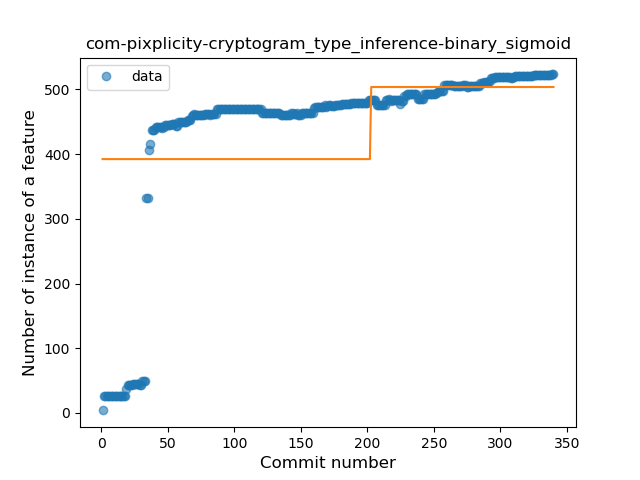 com-pixplicity-cryptogram_type_inference-binary_sigmoid
data
Number of instance of a feature
500
400
300
200
100
0
0 50 100 150 200 250 300 350
Commit number